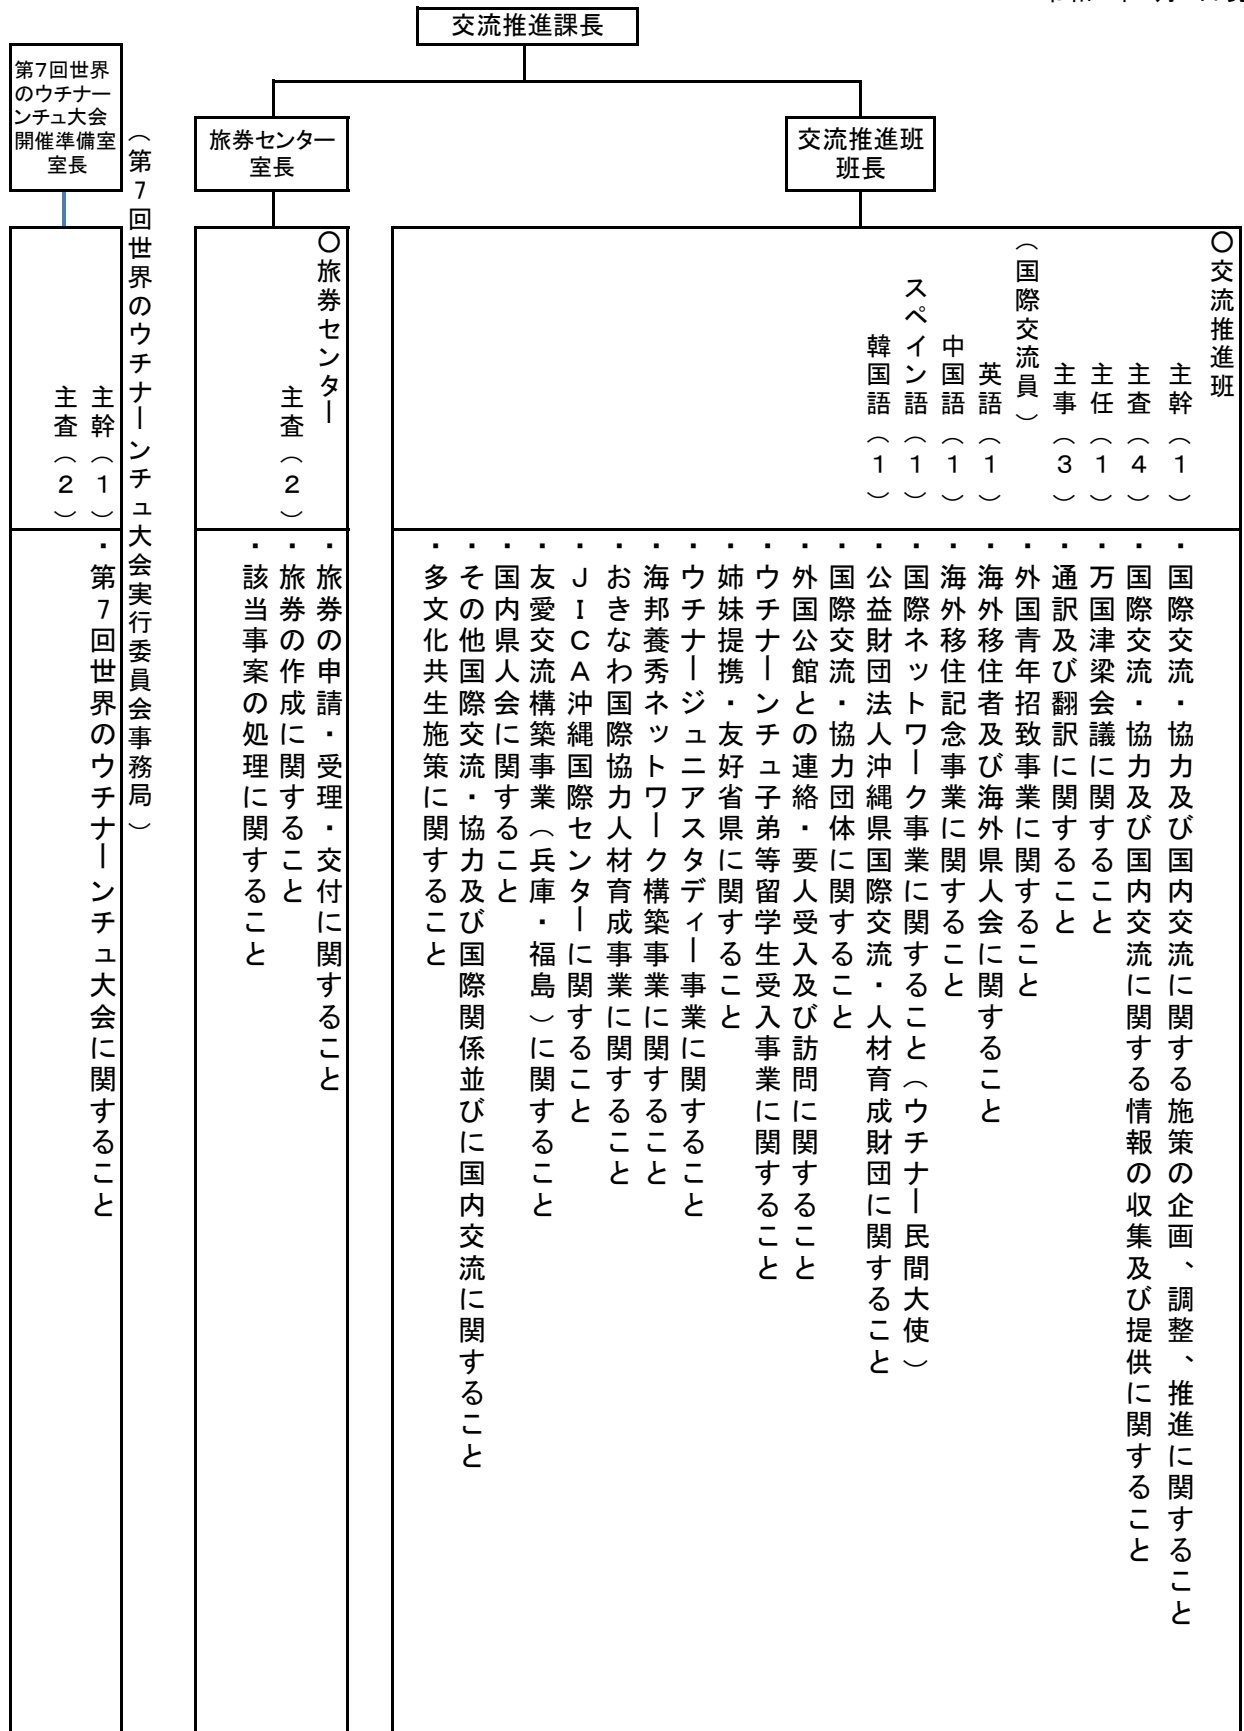 交流推進課長
第7回世界
のウチナー
ンチュ大会
開催準備室
室長
旅券センター
室長
交流推進班
班長
〇交流推進班
主幹（１）
主査（４）
主任（１）
主事（３）
（国際交流員）
英語（１）
中国語（１）
スペイン語（１）
韓国語（１）
・国際交流・協力及び国内交流に関する施策の企画、調整、推進に関すること
・国際交流・協力及び国内交流に関する情報の収集及び提供に関すること
・万国津梁会議に関すること
・通訳及び翻訳に関すること
・外国青年招致事業に関すること
・海外移住者及び海外県人会に関すること
・海外移住記念事業に関すること
・国際ネットワーク事業に関すること（ウチナー民間大使）
・公益財団法人沖縄県国際交流・人材育成財団に関すること
・国際交流・協力団体に関すること
・外国公館との連絡・要人受入及び訪問に関すること
・ウチナーンチュ子弟等留学生受入事業に関すること
・姉妹提携・友好省県に関すること
・ウチナージュニアスタディー事業に関すること
・海邦養秀ネットワーク構築事業に関すること
・おきなわ国際協力人材育成事業に関すること
・ＪＩＣＡ沖縄国際センターに関すること
・友愛交流構築事業（兵庫・福島）に関すること
・国内県人会に関すること
・その他国際交流・協力及び国際関係並びに国内交流に関すること
・多文化共生施策に関すること
〇旅券センター
主査（２）
・旅券の申請・受理・交付に関すること
・旅券の作成に関すること
・該当事案の処理に関すること
（第７回世界のウチナーンチュ大会実行委員会事務局）
主幹（１）
主査（２）
・第７回世界のウチナーンチュ大会に関すること